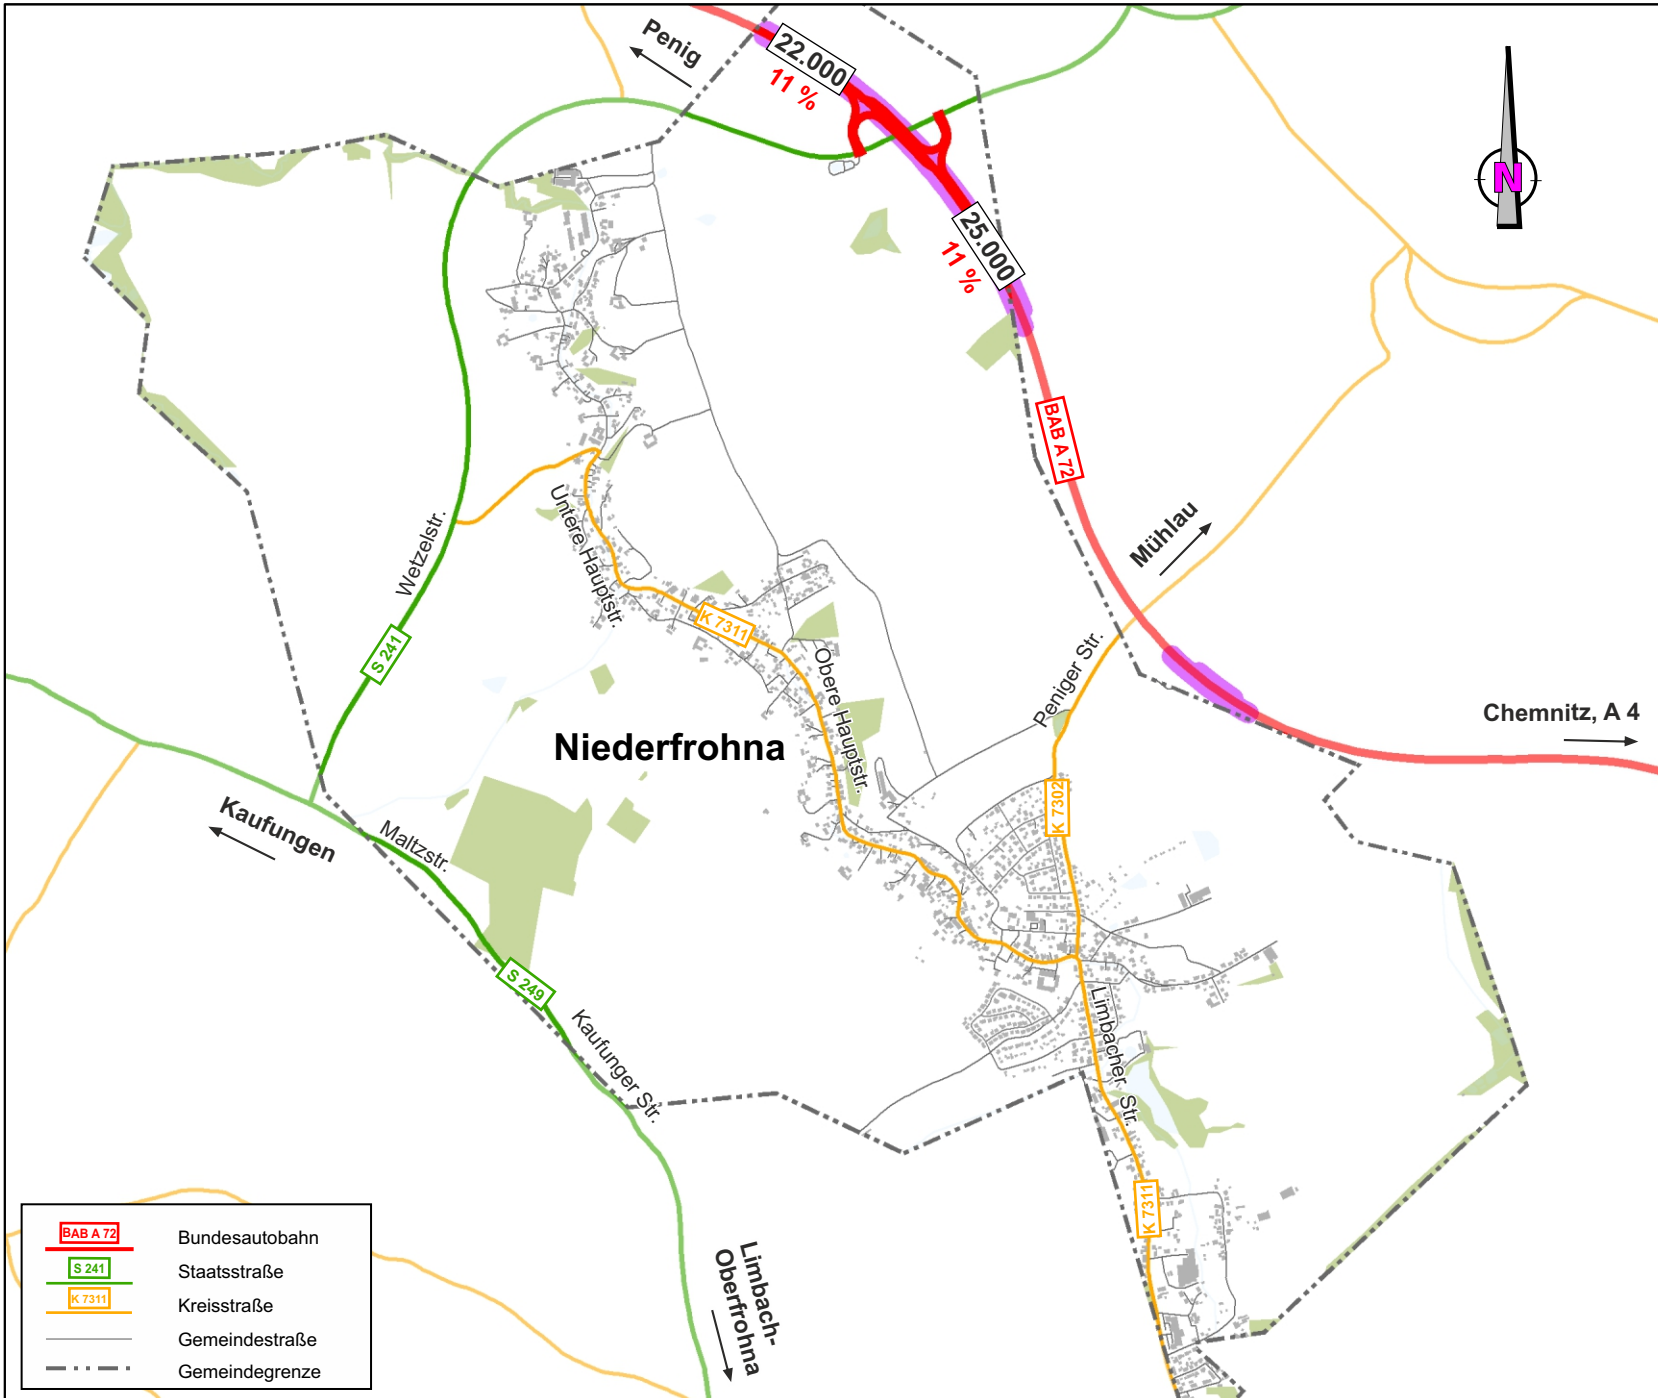 Penig
22.000
11 %
N
25.000
11 %
BAB A 72
Mühlau
Wetzelstr.
Untere Hauptstr.
K 7311
S 241
Obere Hauptstr.
Peniger Str.
Chemnitz, A 4
Niederfrohna
Kaufungen
Maltzstr.
K 7302
S 249
Kaufunger Str.
Limbacher Str.
K 7311
Limbach-
Oberfrohna
BAB A 72
Bundesautobahn
S 241
Staatsstraße
K 7311
Kreisstraße
Gemeindestraße
Gemeindegrenze